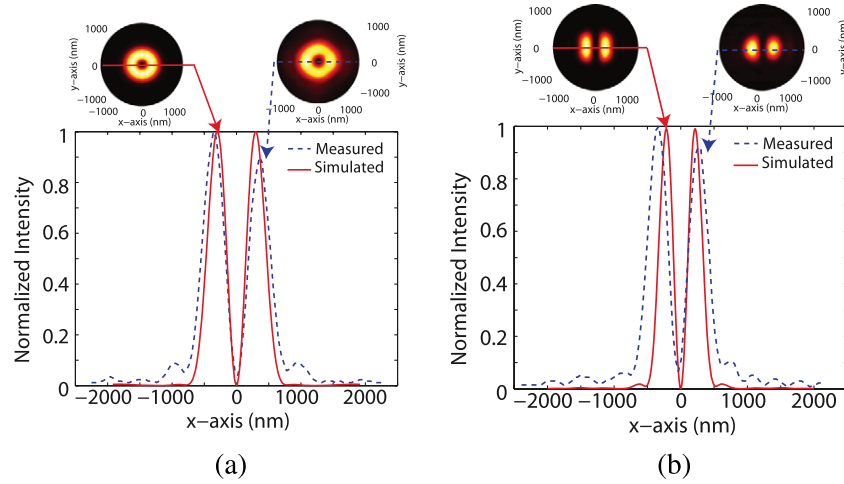 1000
0
−1000
y−axis (nm)
−1000 0 1000
x−axis (nm)
1000
0
−1000
y−axis (nm)
−1000 0 1000
x−axis (nm)
1
0.8
0.6
0.4
0.2
0
Normalized Intensity
Measured
Simulated
−2000 −1000 0 1000 2000
x−axis (nm)
(a)
1000
0
−1000
y−axis (nm)
−1000 0 1000
x−axis (nm)
1000
0
−1000
y−axis (nm)
−1000 0 1000
x−axis (nm)
1
0.8
0.6
0.4
0.2
0
Normalized Intensity
Measured
Simulated
−2000 −1000 0 1000 2000
x−axis (nm)
(b)